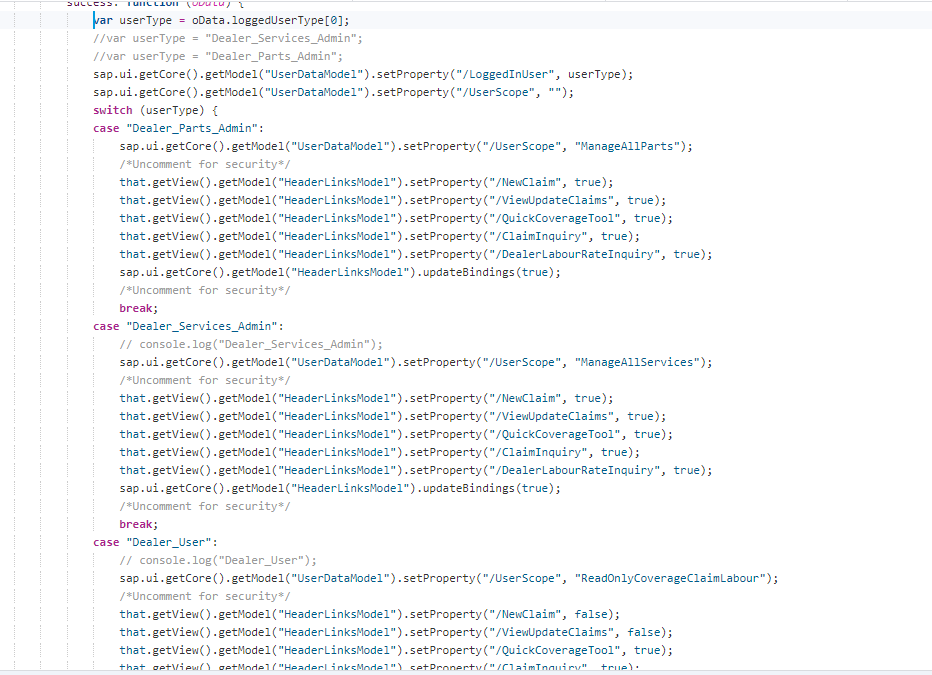 success: function (oData) {
var userType = oData.loggedUserType[0];
//var userType = "Dealer_Services_Admin";
//var userType = "Dealer_Parts_Admin";
sap.ui.getCore().getModel("UserDataModel").setProperty("/LoggedInUser", userType);
sap.ui.getCore().getModel("UserDataModel").setProperty("/UserScope", "");
switch (userType) {
case "Dealer_Parts_Admin":
sap.ui.getCore().getModel("UserDataModel").setProperty("/UserScope", "ManageAllParts");
/*Uncomment for security*/
that.getView().getModel("HeaderLinksModel").setProperty("/NewClaim", true);
that.getView().getModel("HeaderLinksModel").setProperty("/ViewUpdateClaims", true);
that.getView().getModel("HeaderLinksModel").setProperty("/QuickCoverageTool", true);
that.getView().getModel("HeaderLinksModel").setProperty("/ClaimInquiry", true);
that.getView().getModel("HeaderLinksModel").setProperty("/DealerLabourRateInquiry", true);
sap.ui.getCore().getModel("HeaderLinksModel").updateBindings(true);
/*Uncomment for security*/
break;
case "Dealer_Services_Admin":
// console.log("Dealer_Services_Admin");
sap.ui.getCore().getModel("UserDataModel").setProperty("/UserScope", "ManageAllServices");
/*Uncomment for security*/
that.getView().getModel("HeaderLinksModel").setProperty("/NewClaim", true);
that.getView().getModel("HeaderLinksModel").setProperty("/ViewUpdateClaims", true);
that.getView().getModel("HeaderLinksModel").setProperty("/QuickCoverageTool", true);
that.getView().getModel("HeaderLinksModel").setProperty("/ClaimInquiry", true);
that.getView().getModel("HeaderLinksModel").setProperty("/DealerLabourRateInquiry", true);
sap.ui.getCore().getModel("HeaderLinksModel").updateBindings(true);
/*Uncomment for security*/
break;
case "Dealer_User":
// console.log("Dealer_User");
sap.ui.getCore().getModel("UserDataModel").setProperty("/UserScope", "ReadOnlyCoverageClaimLabour");
/*Uncomment for security*/
that.getView().getModel("HeaderLinksModel").setProperty("/NewClaim", false);
that.getView().getModel("HeaderLinksModel").setProperty("/ViewUpdateClaims", false);
that.getView().getModel("HeaderLinksModel").setProperty("/QuickCoverageTool", true);
that.getView().getModel("HeaderLinksModel").setProperty("/ClaimInquiry", true);